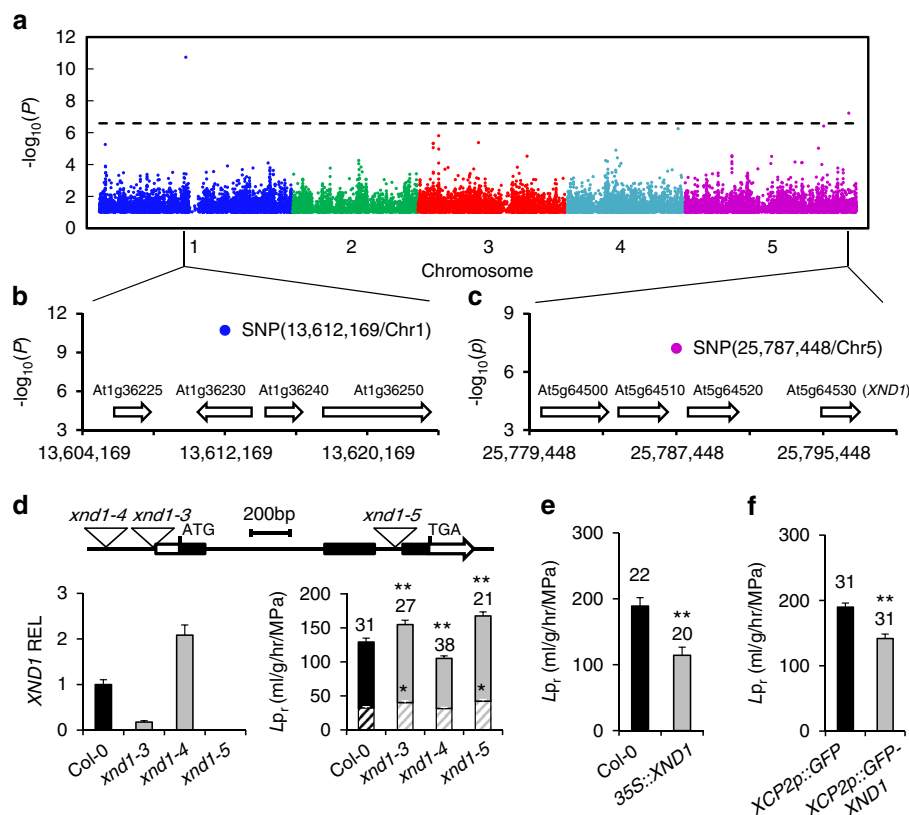 a
12
10
8
6
4
2
0
-log10(P)
1 2 3 4 5
Chromosome
b
12
9
6
3
-log10(P)
SNP(13,612,169/Chr1)
At1g36225 At1g36230 At1g36240 At1g36250
13,604,169 13,612,169 13,620,169
c
9
6
3
-log10(p)
SNP(25,787,448/Chr5)
At5g64500 At5g64510 At5g64520 At5g64530 (XND1)
25,779,448 25,787,448 25,795,448
d
xnd1-4 xnd1-3 ATG 200bp xnd1-5 TGA
3
2
1
0
XND1 REL
Col-0 xnd1-3 xnd1-4 xnd1-5
200
150
100
50
0
Lpr (ml/g/hr/MPa)
31 ** 27 ** 38 ** 21
* *
Col-0 xnd1-3 xnd1-4 xnd1-5
e
300
200
100
0
Lpr (ml/g/hr/MPa)
22 ** 20
Col-0 35S::XND1
f
300
200
100
0
Lpr (ml/g/hr/MPa)
31 ** 31
XCP2p::GFP XCP2p::GFP-
XND1